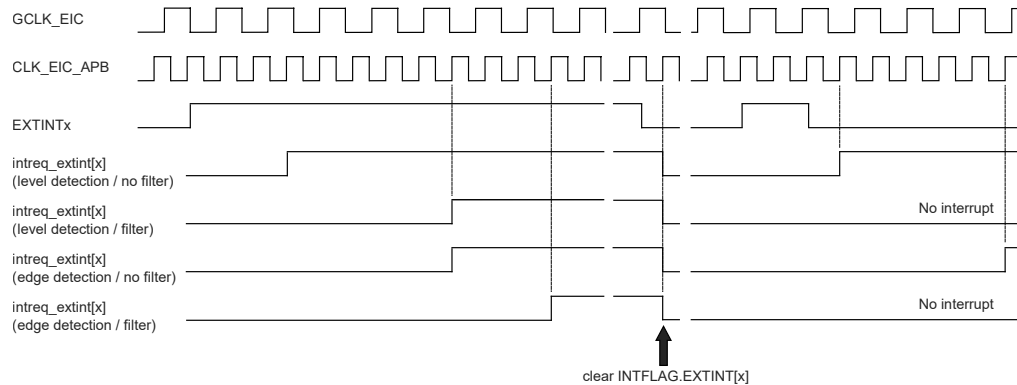 GCLK_EIC
CLK_EIC_APB
EXTINTx
intreq_extint[x]
(level detection / no filter)
intreq_extint[x]
(level detection / filter)
No interrupt
intreq_extint[x]
(edge detection / no filter)
intreq_extint[x]
(edge detection / filter)
No interrupt
clear INTFLAG.EXTINT[x]